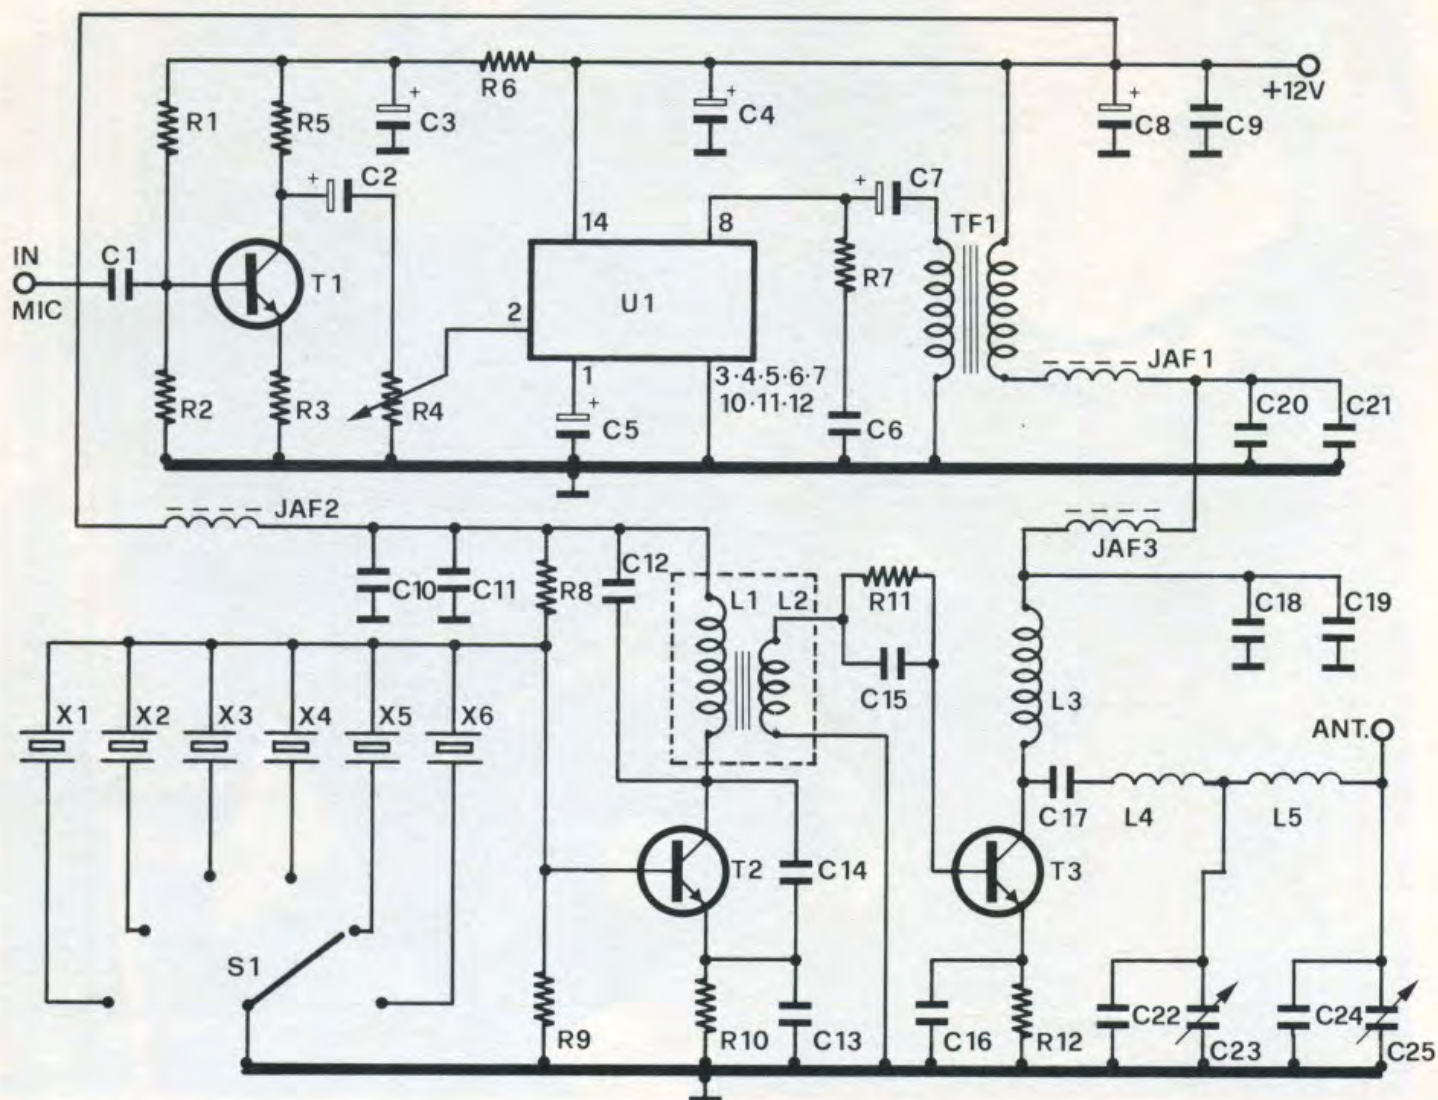 +12V
R6
R1
R5
+
C3
+
C4
+
C8
C9
+
C2
+
C7
TF1
14
8
IN
MIC
C1
T1
2
U1
R7
R2
R3
R4
1
+
C5
3·4·5·6·7
10·11·12
C6
JAF1
C20
C21
JAF2
JAF3
C10
C11
R8
C12
L1
L2
R11
C15
C18
C19
L3
X1
X2
X3
X4
X5
X6
ANT.
C17
L4
L5
T2
C14
T3
S1
R9
R10
C13
C16
R12
C22
C23
C24
C25